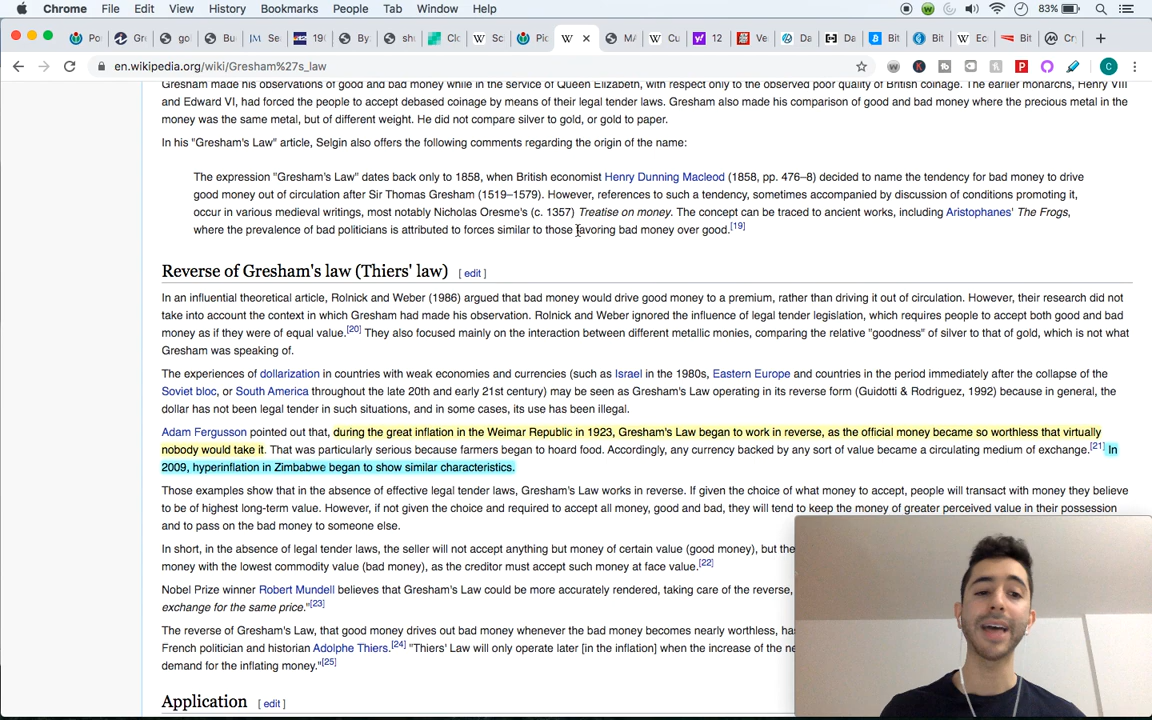 Chrome File Edit View History Bookmarks People Tab Window Help 83%
Po Gr go Bu Se 19( By. sh Clo Sc Pic M/ Cu 12 Ve Da Da Bit Bit Ec Bit Cr
en.wikipedia.org/wiki/Gresham%27s_law
Gresham made his observations of good and bad money while in the service of Queen Elizabeth, with respect only to the observed poor quality of British coinage. The earlier monarchs, Henry VIII
and Edward VI, had forced the people to accept debased coinage by means of their legal tender laws. Gresham also made his comparison of good and bad money where the precious metal in the
money was the same metal, but of different weight. He did not compare silver to gold, or gold to paper.
In his "Gresham's Law" article, Selgin also offers the following comments regarding the origin of the name:
The expression "Gresham's Law" dates back only to 1858, when British economist Henry Dunning Macleod (1858, pp. 476–8) decided to name the tendency for bad money to drive
good money out of circulation after Sir Thomas Gresham (1519–1579). However, references to such a tendency, sometimes accompanied by discussion of conditions promoting it,
occur in various medieval writings, most notably Nicholas Oresme's (c. 1357) Treatise on money. The concept can be traced to ancient works, including Aristophanes' The Frogs,
where the prevalence of bad politicians is attributed to forces similar to those favoring bad money over good.[19]
Reverse of Gresham's law (Thiers' law) [ edit ]
In an influential theoretical article, Rolnick and Weber (1986) argued that bad money would drive good money to a premium, rather than driving it out of circulation. However, their research did not
take into account the context in which Gresham had made his observation. Rolnick and Weber ignored the influence of legal tender legislation, which requires people to accept both good and bad
money as if they were of equal value.[20] They also focused mainly on the interaction between different metallic monies, comparing the relative "goodness" of silver to that of gold, which is not what
Gresham was speaking of.
The experiences of dollarization in countries with weak economies and currencies (such as Israel in the 1980s, Eastern Europe and countries in the period immediately after the collapse of the
Soviet bloc, or South America throughout the late 20th and early 21st century) may be seen as Gresham's Law operating in its reverse form (Guidotti & Rodriguez, 1992) because in general, the
dollar has not been legal tender in such situations, and in some cases, its use has been illegal.
Adam Fergusson pointed out that, during the great inflation in the Weimar Republic in 1923, Gresham's Law began to work in reverse, as the official money became so worthless that virtually
nobody would take it. That was particularly serious because farmers began to hoard food. Accordingly, any currency backed by any sort of value became a circulating medium of exchange.[21] In
2009, hyperinflation in Zimbabwe began to show similar characteristics.
Those examples show that in the absence of effective legal tender laws, Gresham's Law works in reverse. If given the choice of what money to accept, people will transact with money they believe
to be of highest long-term value. However, if not given the choice and required to accept all money, good and bad, they will tend to keep the money of greater perceived value in their possession
and to pass on the bad money to someone else.
In short, in the absence of legal tender laws, the seller will not accept anything but money of certain value (good money), but the
money with the lowest commodity value (bad money), as the creditor must accept such money at face value.[22]
Nobel Prize winner Robert Mundell believes that Gresham's Law could be more accurately rendered, taking care of the reverse,
exchange for the same price."[23]
The reverse of Gresham's Law, that good money drives out bad money whenever the bad money becomes nearly worthless, has
French politician and historian Adolphe Thiers.[24] "Thiers' Law will only operate later [in the inflation] when the increase of the ne
demand for the inflating money."[25]
Application [ edit ]